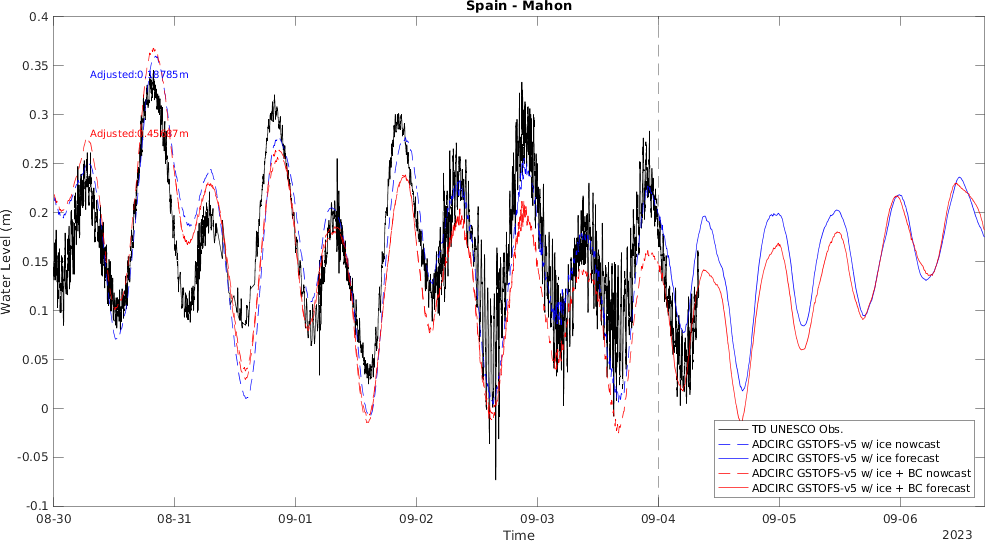 Spain - Mahon
0.4
0.35
0.3
0.25
0.2
0.15
0.1
0.05
0
-0.05
-0.1
Water Level (m)
Adjusted:0.18785m
08-30
08-31
09-01
09-02
09-03
09-04
09-05
09-06
Time
2023
TD UNESCO Obs.
ADCIRC GSTOFS-v5 w/ ice nowcast
ADCIRC GSTOFS-v5 w/ ice forecast
ADCIRC GSTOFS-v5 w/ ice + BC nowcast
ADCIRC GSTOFS-v5 w/ ice + BC forecast